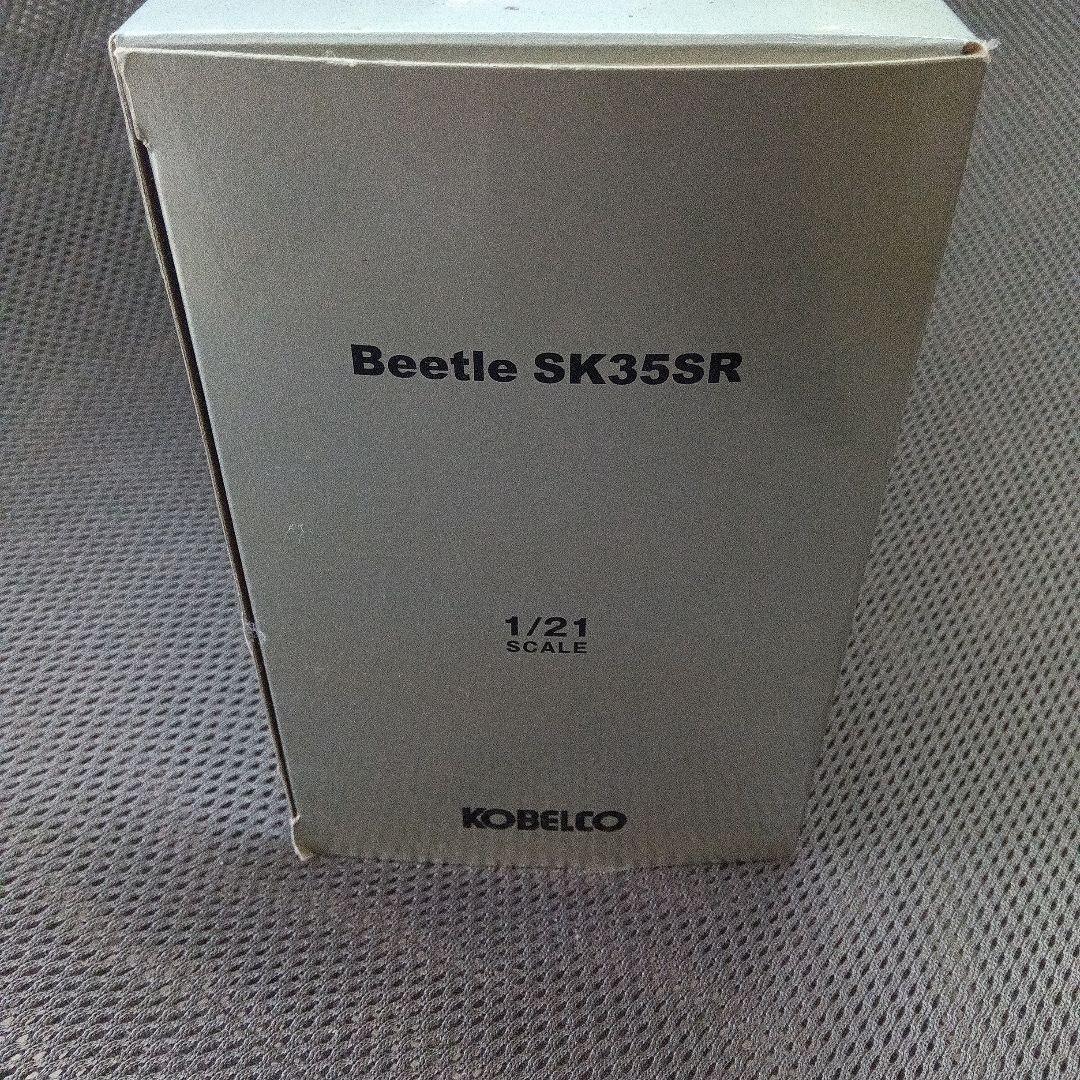 Beetle SK35SR
1/21
SCALE
KOBELCO